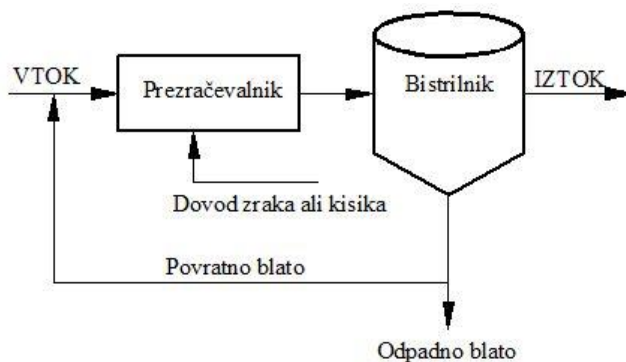 VTOK
Prezračevalnik
Bistrilnik
IZTOK
Dovod zraka ali kisika
Povratno blato
Odpadno blato